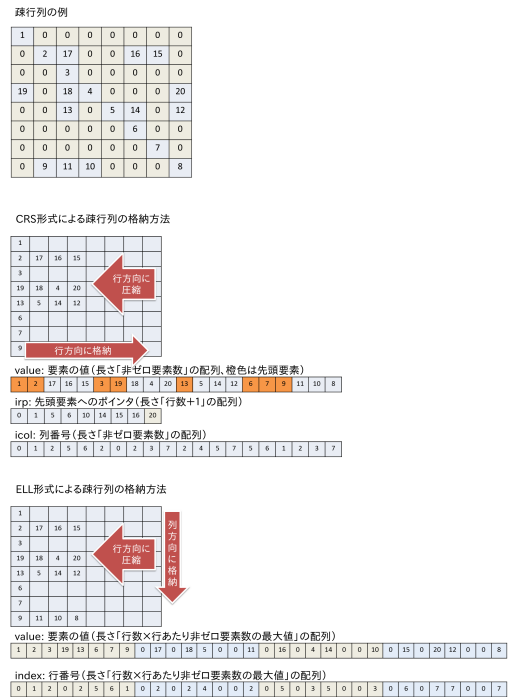 疎行列の例
1 0 0 0 0 0 0 0
0 2 17 0 0 16 15 0
0 0 3 0 0 0 0 0
19 0 18 4 0 0 0 20
0 0 13 0 5 14 0 12
0 0 0 0 0 6 0 0
0 0 0 0 0 0 7 0
0 9 11 10 0 0 0 8
CRS形式による疎行列の格納方法
1
2 17 16 15
3
19 18 4 20
13 5 14 12
6
7
9
行方向に
圧縮
行方向に格納
value: 要素の値（長さ「非ゼロ要素数」の配列、橙色は先頭要素）
1 2 17 16 15 3 19 18 4 20 13 5 14 12 6 7 9 11 10 8
irp: 先頭要素へのポインタ（長さ「行数＋1」の配列）
0 1 5 6 10 14 15 16 20
icol: 列番号（長さ「非ゼロ要素数」の配列）
0 1 2 5 6 2 0 2 3 7 2 4 5 7 5 6 1 2 3 7
ELL形式による疎行列の格納方法
1
2 17 16 15
3
19 18 4 20
13 5 14 12
6
7
9 11 10 8
行方向に
圧縮
列方向に格納
value: 要素の値（長さ「行数×行あたり非ゼロ要素数の最大値」の配列）
1 2 3 19 13 6 7 9 0 17 0 18 5 0 0 11 0 16 0 4 14 0 0 10 0 15 0 20 12 0 0 8
index: 行番号（長さ「行数×行あたり非ゼロ要素数の最大値」の配列）
0 1 2 0 2 5 6 1 0 2 0 2 4 0 0 2 0 5 0 3 5 0 0 3 0 6 0 7 7 0 0 7